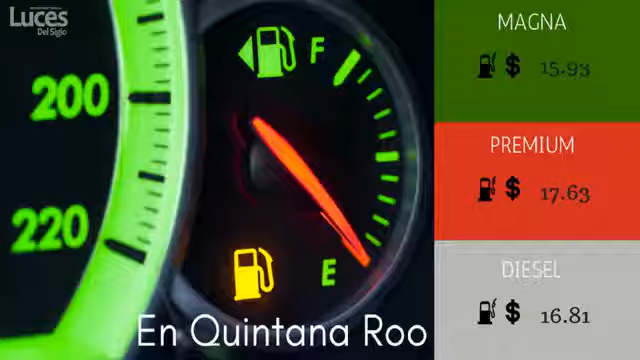 Luces
Del Siglo
200
220
F
E
En Quintana Roo
MAGNA
$ 15.93
PREMIUM
$ 17.63
DIESEL
$ 16.81